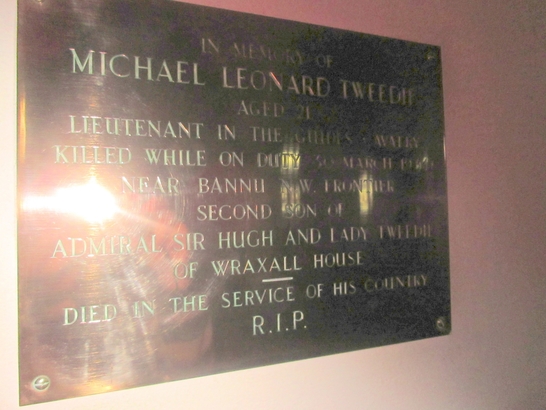 IN MEMORY OF
MICHAEL LEONARD TWEEDIE
AGED 21
LIEUTENANT IN THE GUIDES CAVALRY
KILLED WHILE ON DUTY 30 MARCH
NEAR BANNU N.W. FRONTIER
SECOND SON OF
ADMIRAL SIR HUGH AND LADY TWEEDIE
OF WRAXALL HOUSE
DIED IN THE SERVICE OF HIS COUNTRY
R.I.P.